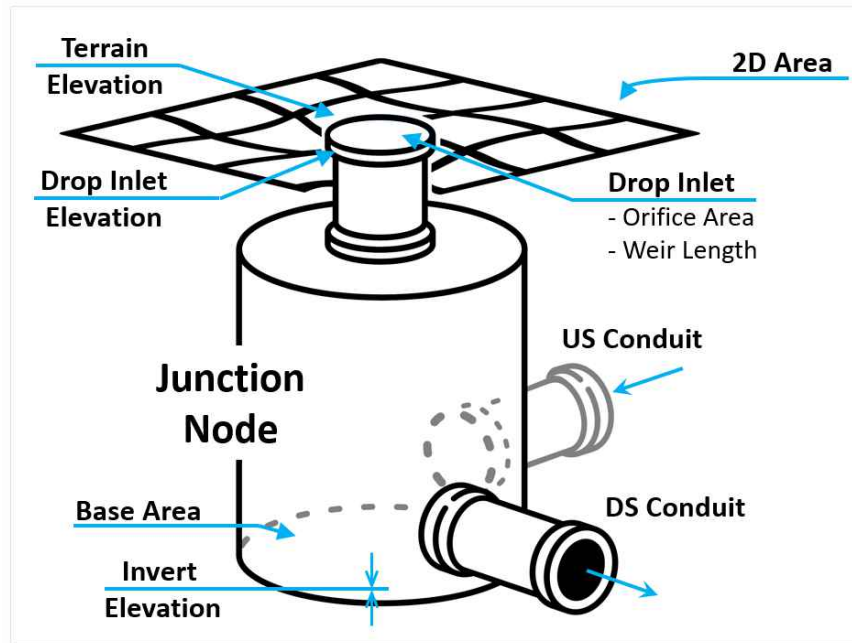 Terrain
Elevation
2D Area
Drop Inlet
Elevation
Drop Inlet
- Orifice Area
- Weir Length
US Conduit
Junction
Node
DS Conduit
Base Area
Invert
Elevation